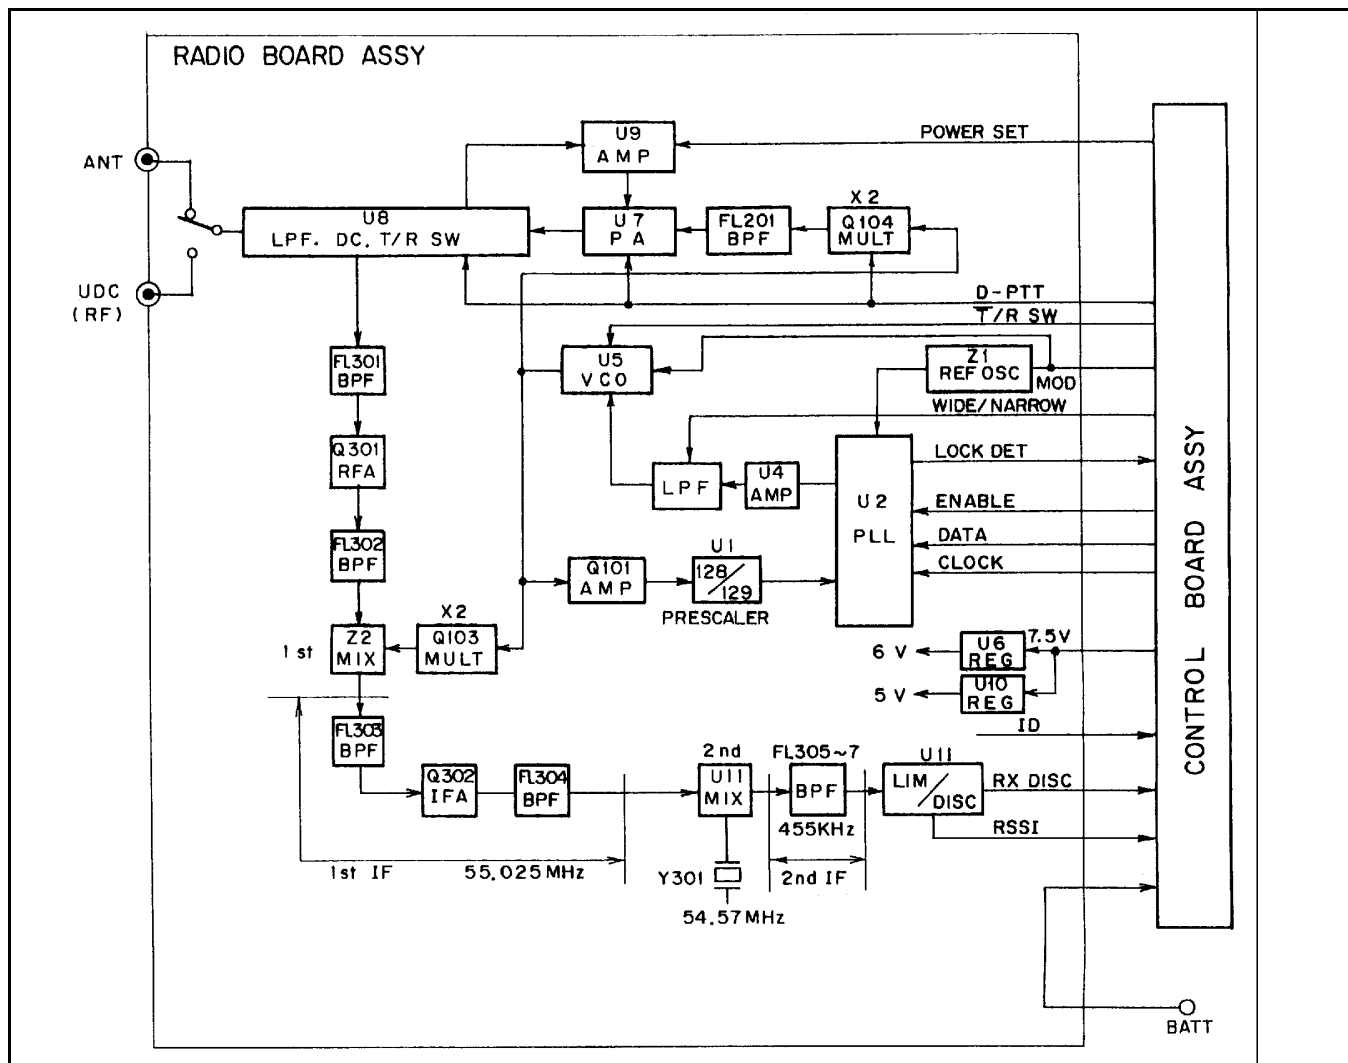 RADIO BOARD ASSY
ANT
UDC
(RF)
U9
AMP
POWER SET
U8
LPF. DC. T/R SW
U7
PA
FL201
BPF
X2
Q104
MULT
D-PTT
T/R SW
U5
VCO
Z1
REF OSC
MOD
WIDE/NARROW
FL301
BPF
Q301
RFA
LPF
U4
AMP
U2
PLL
LOCK DET
ENABLE
DATA
CLOCK
FL302
BPF
Q101
AMP
U1
128/129
PRESCALER
1st
Z2
MIX
X2
Q103
MULT
6 V
U6
REG
7.5V
5 V
U10
REG
ID
FL303
BPF
Q302
IFA
FL304
BPF
2nd
U11
MIX
FL305~7
BPF
455KHz
U11
LIM/DISC
RX DISC
RSSI
1st IF
55.025 MHz
Y301
54.57MHz
2nd IF
CONTROL BOARD ASSY
BATT